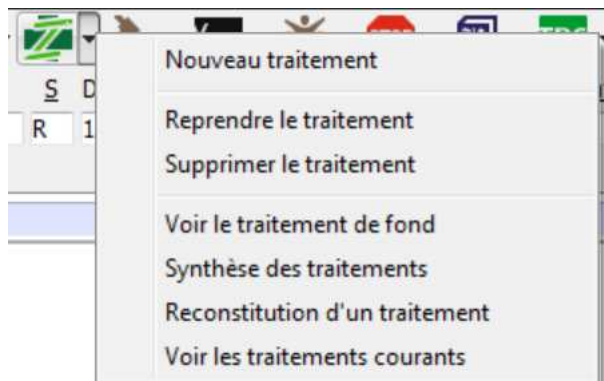 S D
R 1
Nouveau traitement
Reprendre le traitement
Supprimer le traitement
Voir le traitement de fond
Synthèse des traitements
Reconstitution d'un traitement
Voir les traitements courants